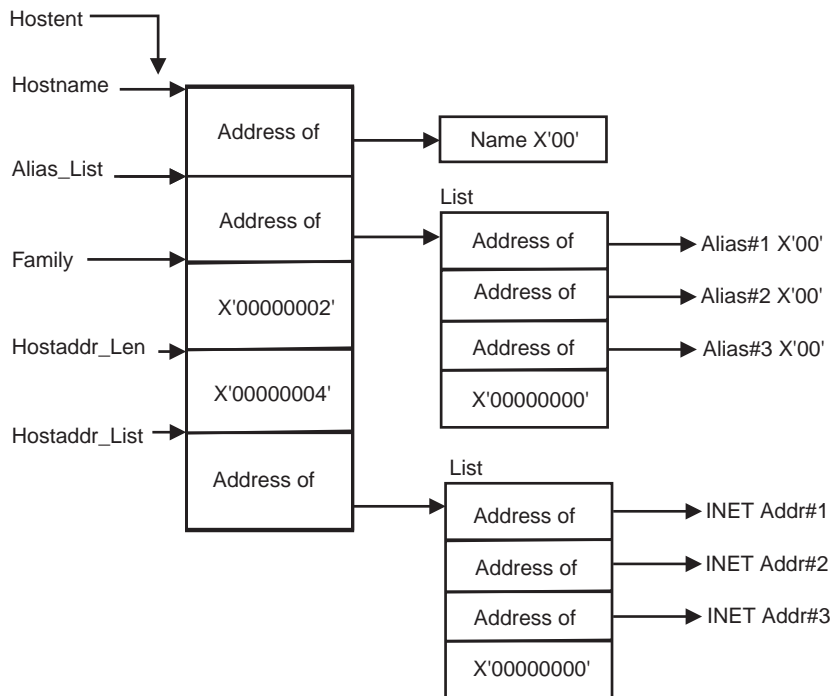 Hostent
Hostname
Address of
Name X'00'
Alias_List
List
Address of
Address of
Alias#1 X'00'
Family
Address of
Alias#2 X'00'
X'00000002'
Address of
Alias#3 X'00'
Hostaddr_Len
X'00000004'
X'00000000'
Hostaddr_List
List
Address of
Address of
INET Addr#1
Address of
INET Addr#2
Address of
INET Addr#3
X'00000000'